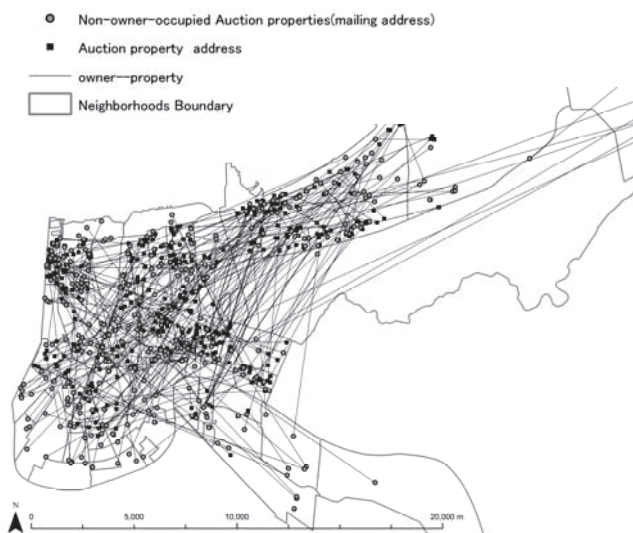 Non-owner-occupied Auction properties(mailing address)
Auction property address
owner--property
Neighborhoods Boundary
N
0 5,000 10,000 20,000 m